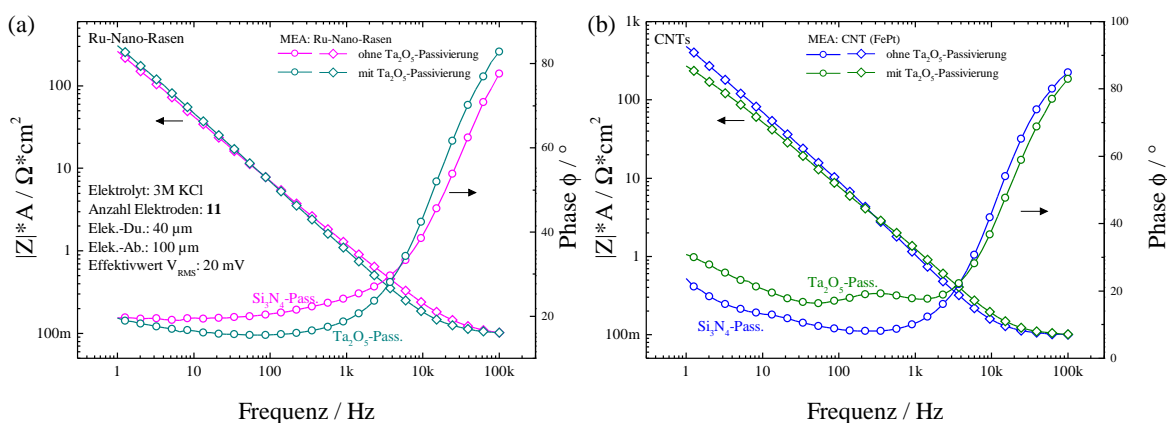 (a)
Ru-Nano-Rasen
MEA: Ru-Nano-Rasen
ohne Ta₂O₅-Passivierung
mit Ta₂O₅-Passivierung
|Z|*A / Ω*cm²
100
10
1
100m
Elektrolyt: 3M KCl
Anzahl Elektroden: 11
Elek.-Du.: 40 µm
Elek.-Ab.: 100 µm
Effektivwert V_RMS: 20 mV
Si₃N₄-Pass.
Ta₂O₅-Pass.
80
60
40
20
Phase ϕ / °
1 10 100 1k 10k 100k
Frequenz / Hz
(b)
CNTs
MEA: CNT (FePt)
ohne Ta₂O₅-Passivierung
mit Ta₂O₅-Passivierung
|Z|*A / Ω*cm²
1k
100
10
1
100m
Ta₂O₅-Pass.
Si₃N₄-Pass.
100
80
60
40
20
0
Phase ϕ / °
1 10 100 1k 10k 100k
Frequenz / Hz